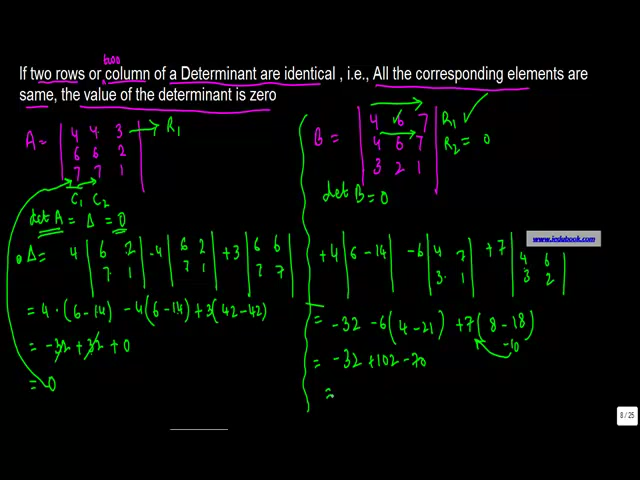 two
If two rows or column of a Determinant are identical , i.e., All the corresponding elements are
same, the value of the determinant is zero
A = | 4 4 3 | → R1
| 6 6 2 |
| 7 7 1 |
C1 C2
det A = Δ = 0
Δ = 4 | 6 2 | -4 | 6 2 | +3 | 6 6 |
| 7 1 | | 7 1 | | 7 7 |
= 4 · (6-14) -4(6-14) +3(42-42)
= -32 +32 +0
= 0
B = | 4 6 7 | R1 ✓
| 4 6 7 | R2 = 0
| 3 2 1 |
det B = 0
www.indubook.com
+4 | 6 -14 | -6 | 4 7 | +7 | 4 6 |
| 3 1 | | 3 2 |
= -32 -6(4-21) +7(8-18)
-10
= -32 +102 -70
=
8 / 25